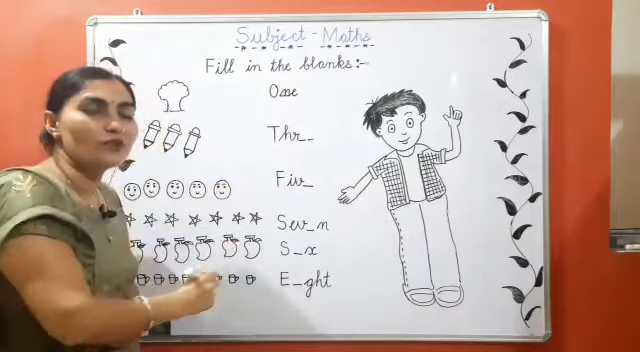 Subject - Maths
Fill in the blanks :-
One
Thr_
Fiv_
Sev_n
S_x
E_ght